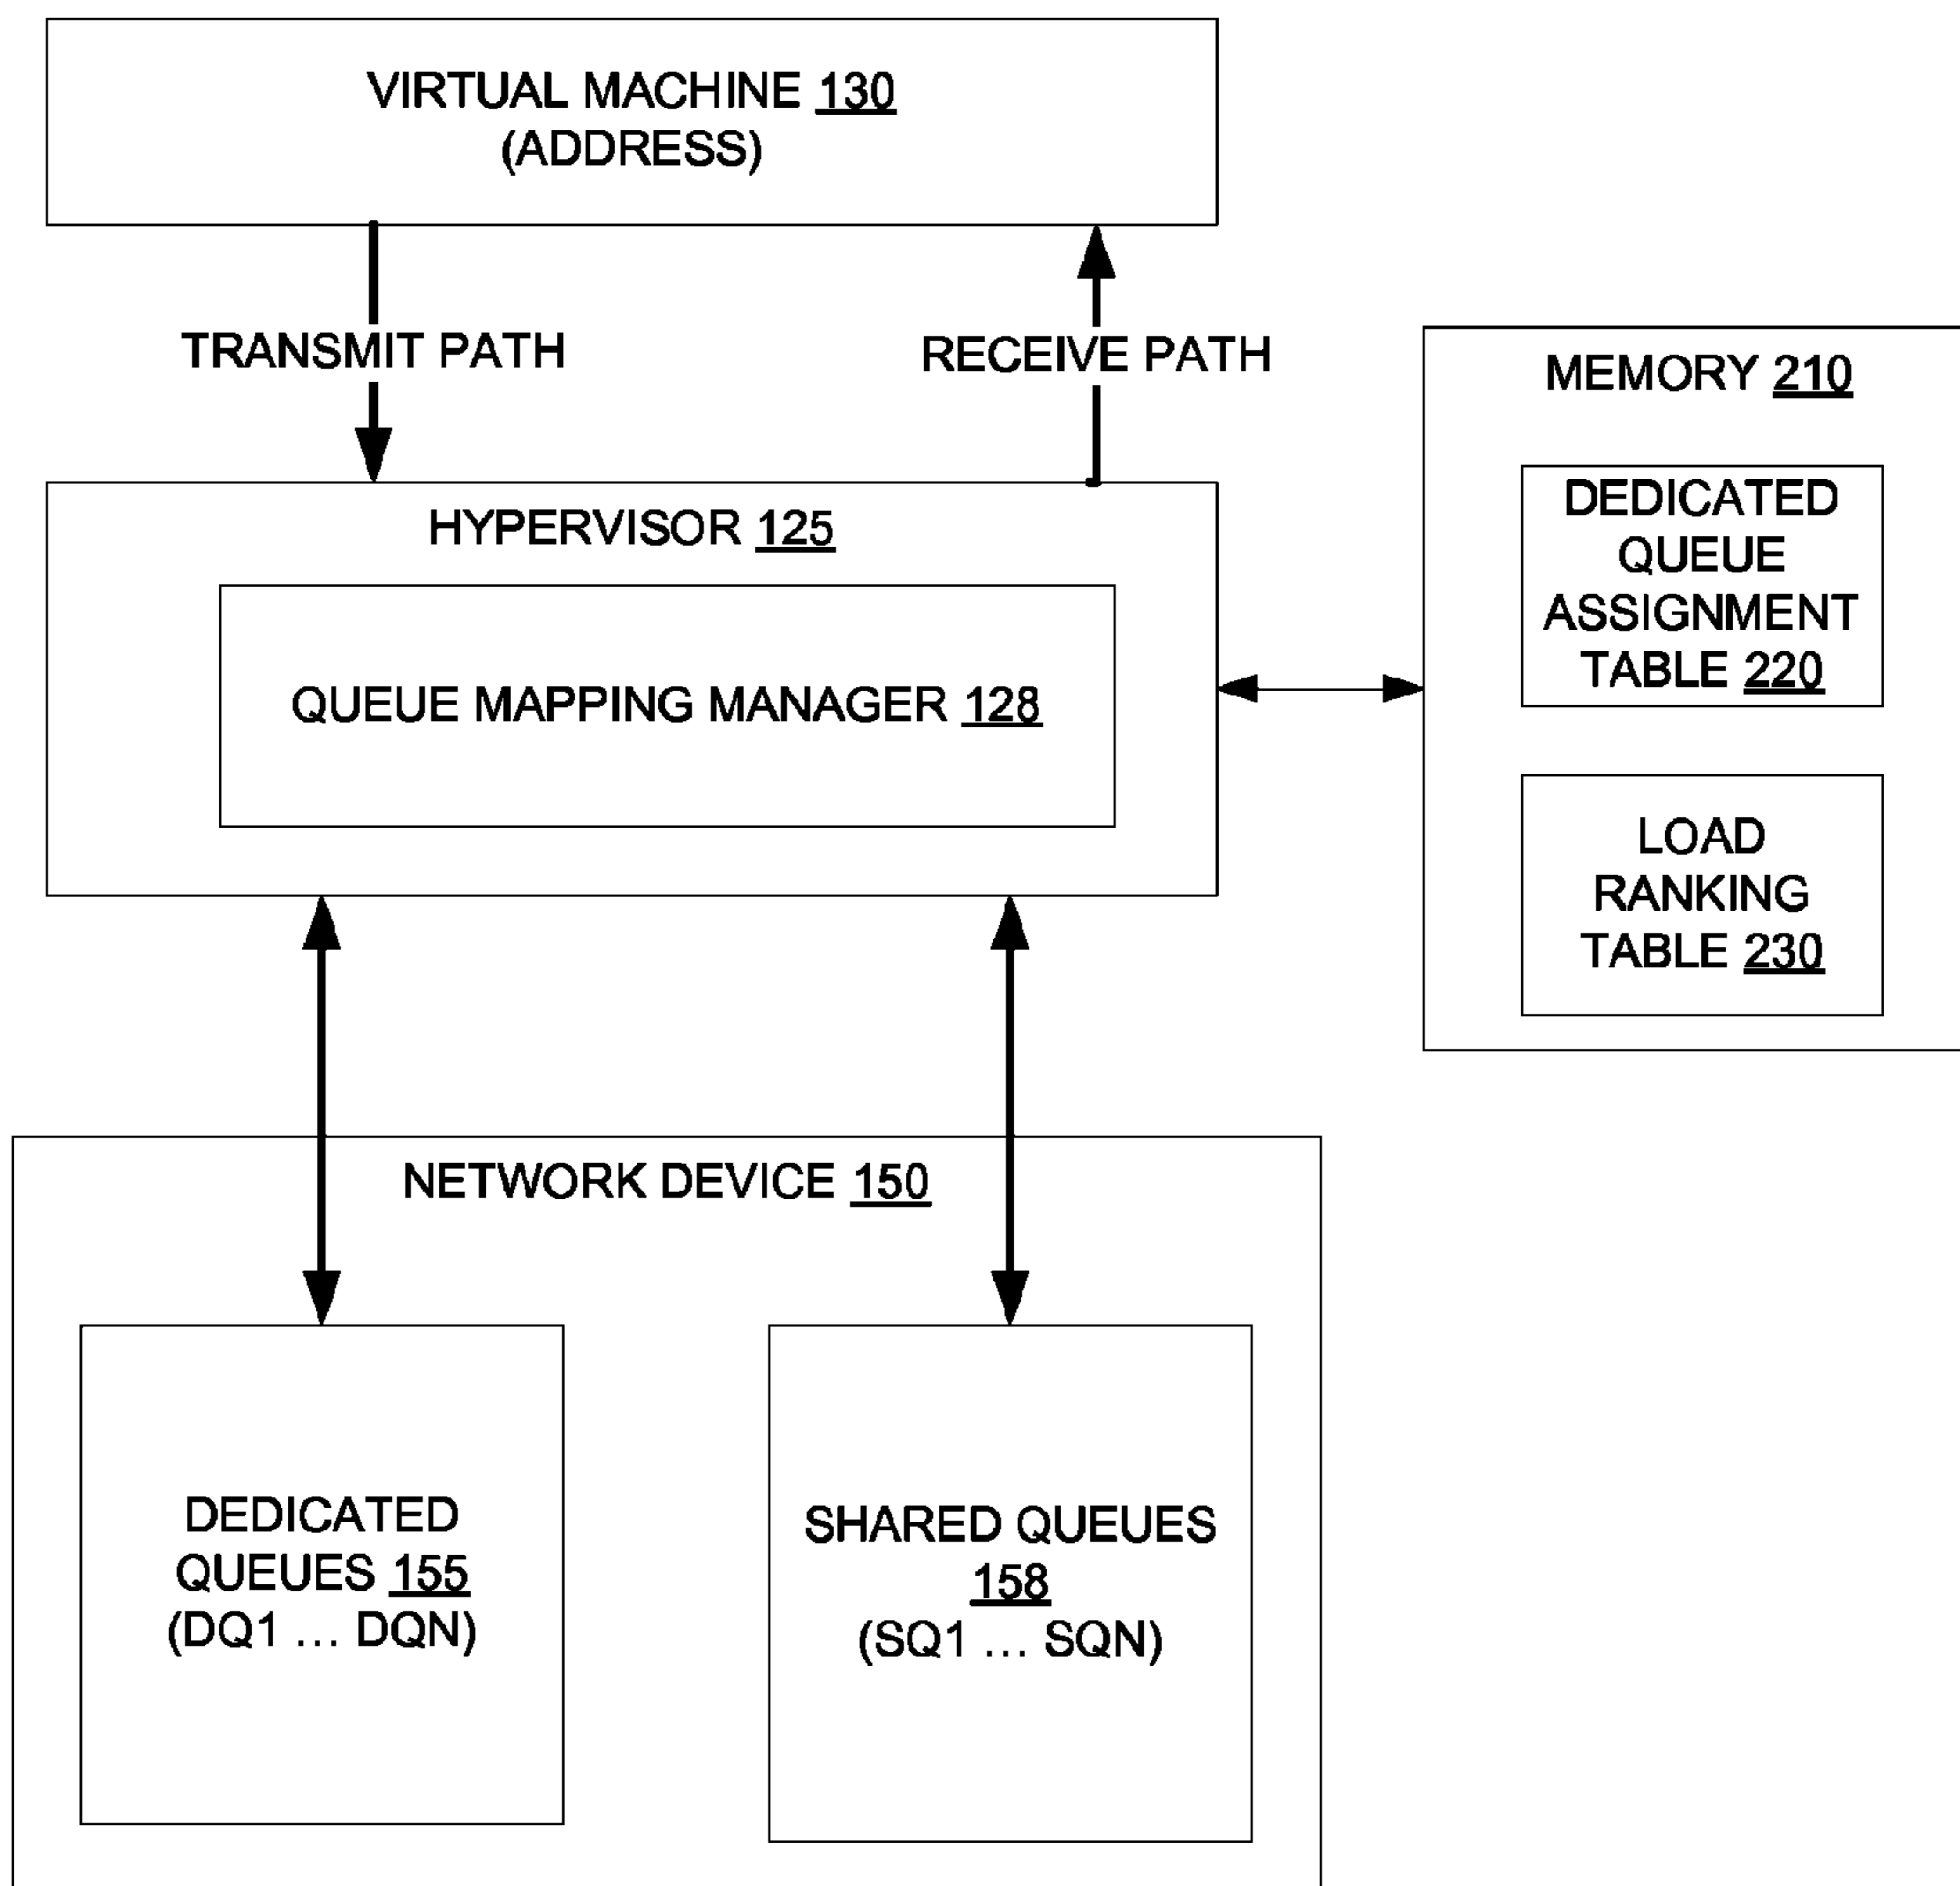 VIRTUAL MACHINE 130
(ADDRESS)
TRANSMIT PATH
RECEIVE PATH
MEMORY 210
DEDICATED
QUEUE
ASSIGNMENT
TABLE 220
LOAD
RANKING
TABLE 230
HYPERVISOR 125
QUEUE MAPPING MANAGER 128
NETWORK DEVICE 150
DEDICATED
QUEUES 155
(DQ1 ... DQN)
SHARED QUEUES
158
(SQ1 ... SQN)